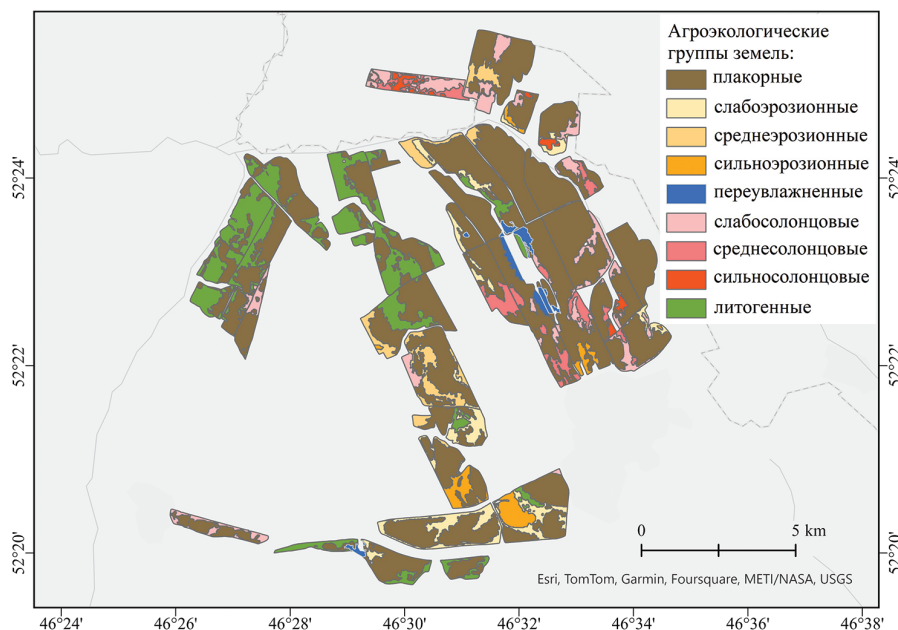 Агроэкологические
группы земель:
плакорные
слабоэрозионные
среднеэрозионные
сильноэрозионные
переувлажненные
слабосолонцовые
среднесолонцовые
сильносолонцовые
литогенные
52°24'
52°24'
52°22'
52°22'
52°20'
52°20'
0
5 km
Esri, TomTom, Garmin, Foursquare, METI/NASA, USGS
46°24'
46°26'
46°28'
46°30'
46°32'
46°34'
46°36'
46°38'